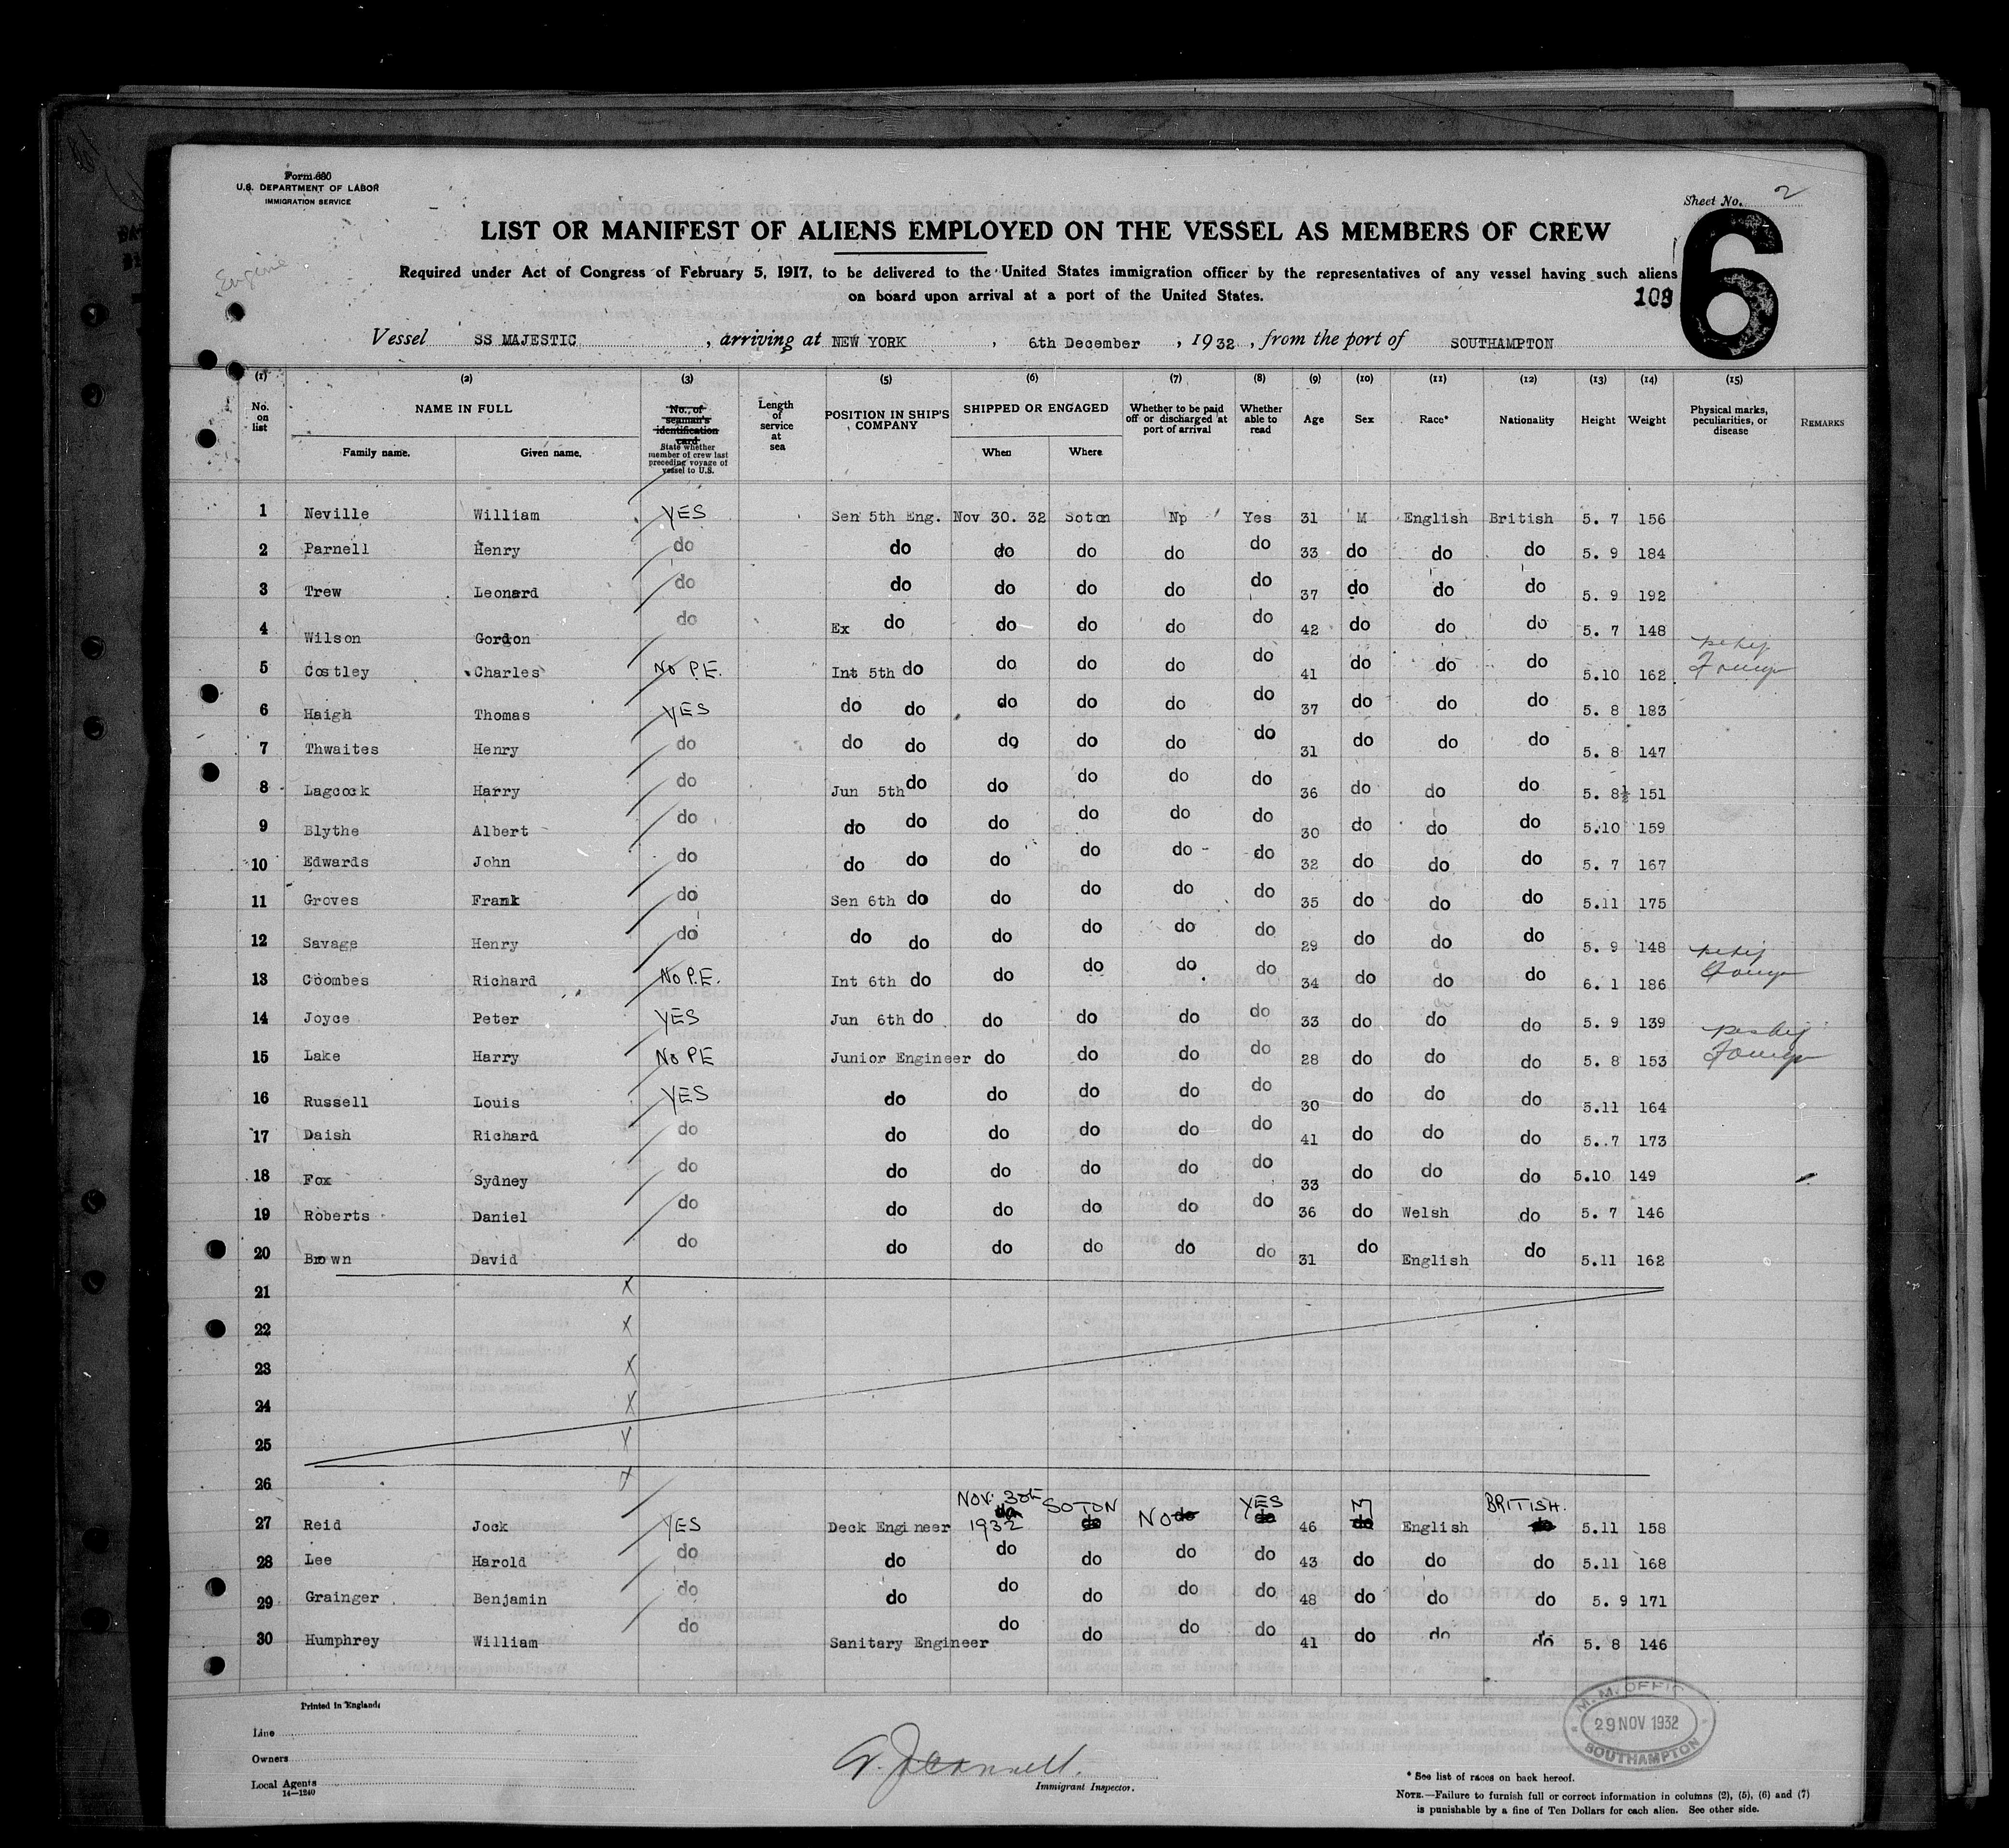 Form 680
U.S. DEPARTMENT OF LABOR
IMMIGRATION SERVICE
Engine
Sheet No. 2
LIST OR MANIFEST OF ALIENS EMPLOYED ON THE VESSEL AS MEMBERS OF CREW
6
Required under Act of Congress of February 5, 1917, to be delivered to the United States immigration officer by the representatives of any vessel having such aliens
on board upon arrival at a port of the United States.
Vessel SS MAJESTIC, arriving at NEW YORK, 6th December, 1932, from the port of SOUTHAMPTON
(1) (2) (3) (5) (6) (7) (8) (9) (10) (11) (12) (13) (14) (15)
No. on list NAME IN FULL Family name. Given name. No., of seaman's identification card State whether member of crew last preceding voyage of vessel to U.S. Length of service at sea POSITION IN SHIP'S COMPANY SHIPPED OR ENGAGED When Where Whether to be paid off or discharged at port of arrival Whether able to read Age Sex Race* Nationality Height Weight Physical marks, peculiarities, or disease REMARKS
1 Neville William YES Sen 5th Eng. Nov 30. 32 Soton Np Yes 31 M English British 5. 7 156
2 Parnell Henry do do do do do do 33 do do do 5. 9 184
3 Trew Leonard do do do do do do 37 do do do 5. 9 192
4 Wilson Gordon do Ex do do do do do 42 do do do 5. 7 148
5 Costley Charles No P.E. Int 5th do do do do do 41 do do do 5.10 162
6 Haigh Thomas YES do do do do do do 37 do do do 5. 8 183
7 Thwaites Henry do do do do do do do 31 do do do 5. 8 147
8 Lagcock Harry do Jun 5th do do do do do 36 do do do 5. 8½ 151
9 Blythe Albert do do do do do do do 30 do do do 5.10 159
10 Edwards John do do do do do do do 32 do do do 5. 7 167
11 Groves Frank do Sen 6th do do do do do 35 do do do 5.11 175
12 Savage Henry do do do do do do do 29 do do do 5. 9 148
13 Coombes Richard No P.E. Int 6th do do do do do 34 do do do 6. 1 186
14 Joyce Peter YES Jun 6th do do do do do 33 do do do 5. 9 139
15 Lake Harry No PE Junior Engineer do do do do 28 do do do 5. 8 153
16 Russell Louis YES do do do do do 30 do do do 5.11 164
17 Daish Richard do do do do do do 41 do do do 5..7 173
18 Fox Sydney do do do do do do 33 do do do 5.10 149
19 Roberts Daniel do do do do do do 36 do Welsh do 5. 7 146
20 Brown David do do do do do do 31 do English do 5.11 162
21 X
22 X
23 X
24 X
25 X
26 X
27 Reid Jock YES Deck Engineer NOV. 30th 1932 SOTON No do YES do 46 M do English BRITISH. do 5.11 158
28 Lee Harold do do do do do do 43 do do do 5.11 168
29 Grainger Benjamin do do do do do do 48 do do do 5. 9 171
30 Humphrey William do Sanitary Engineer do do do do 41 do do do 5. 8 146
Printed in England
Line
Owners
Local Agents
14—1240
Immigrant Inspector.
M.M. OFFIC
29 NOV 1932
SOUTHAMPTON
* See list of races on back hereof.
NOTE.—Failure to furnish full or correct information in columns (2), (5), (6) and (7)
is punishable by a fine of Ten Dollars for each alien. See other side.